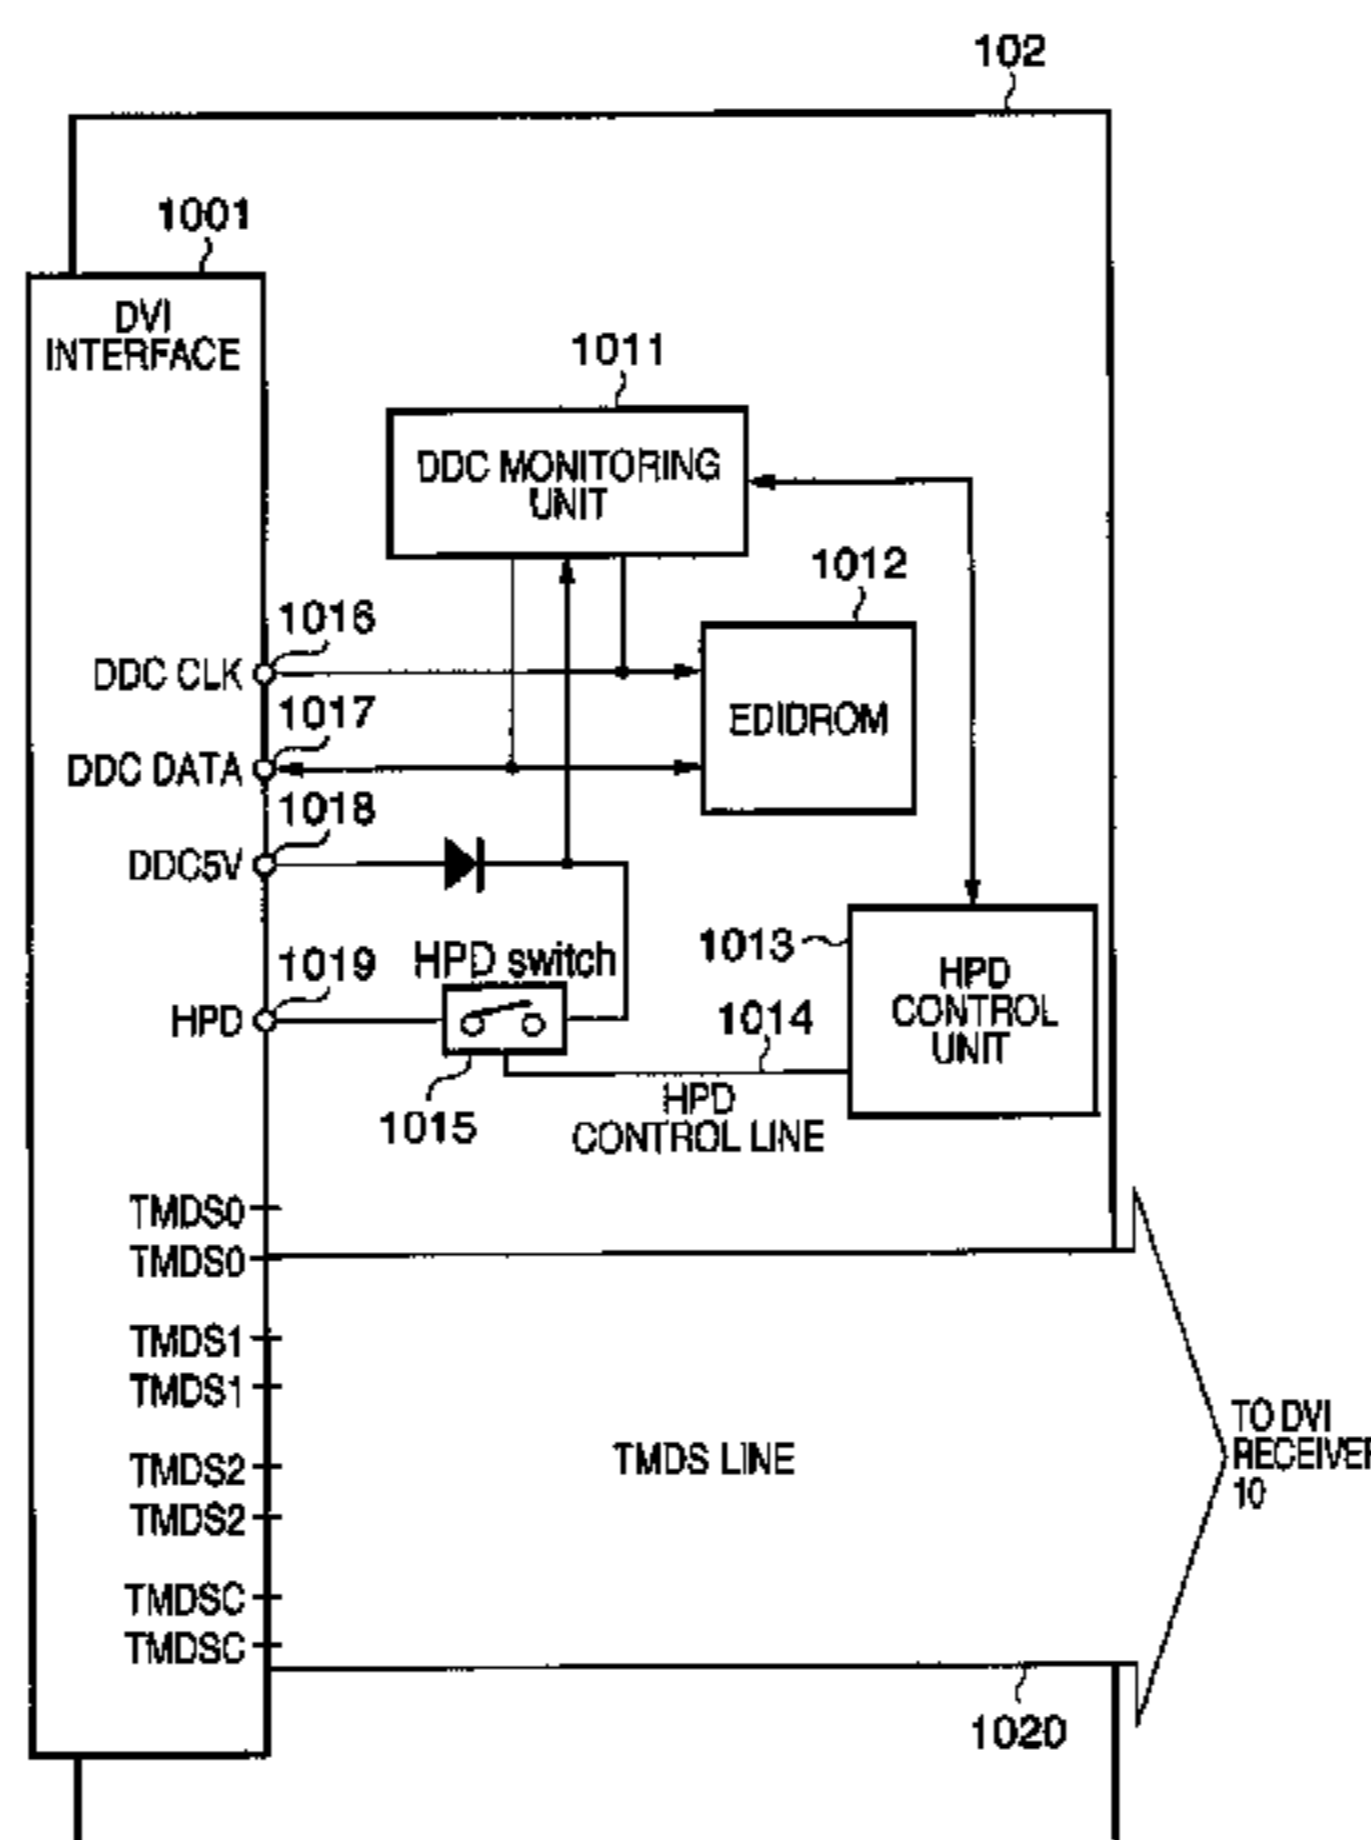 102
1001
DVI
INTERFACE
1011
DDC MONITORING
UNIT
1012
EDIDROM
1016
DDC CLK
1017
DDC DATA
1018
DDC5V
1019
HPD
HPD switch
1015
1013
HPD
CONTROL
UNIT
1014
HPD
CONTROL LINE
TMDS0
TMDS0
TMDS1
TMDS1
TMDS2
TMDS2
TMDSC
TMDSC
TMDS LINE
TO DVI
RECEIVER
10
1020